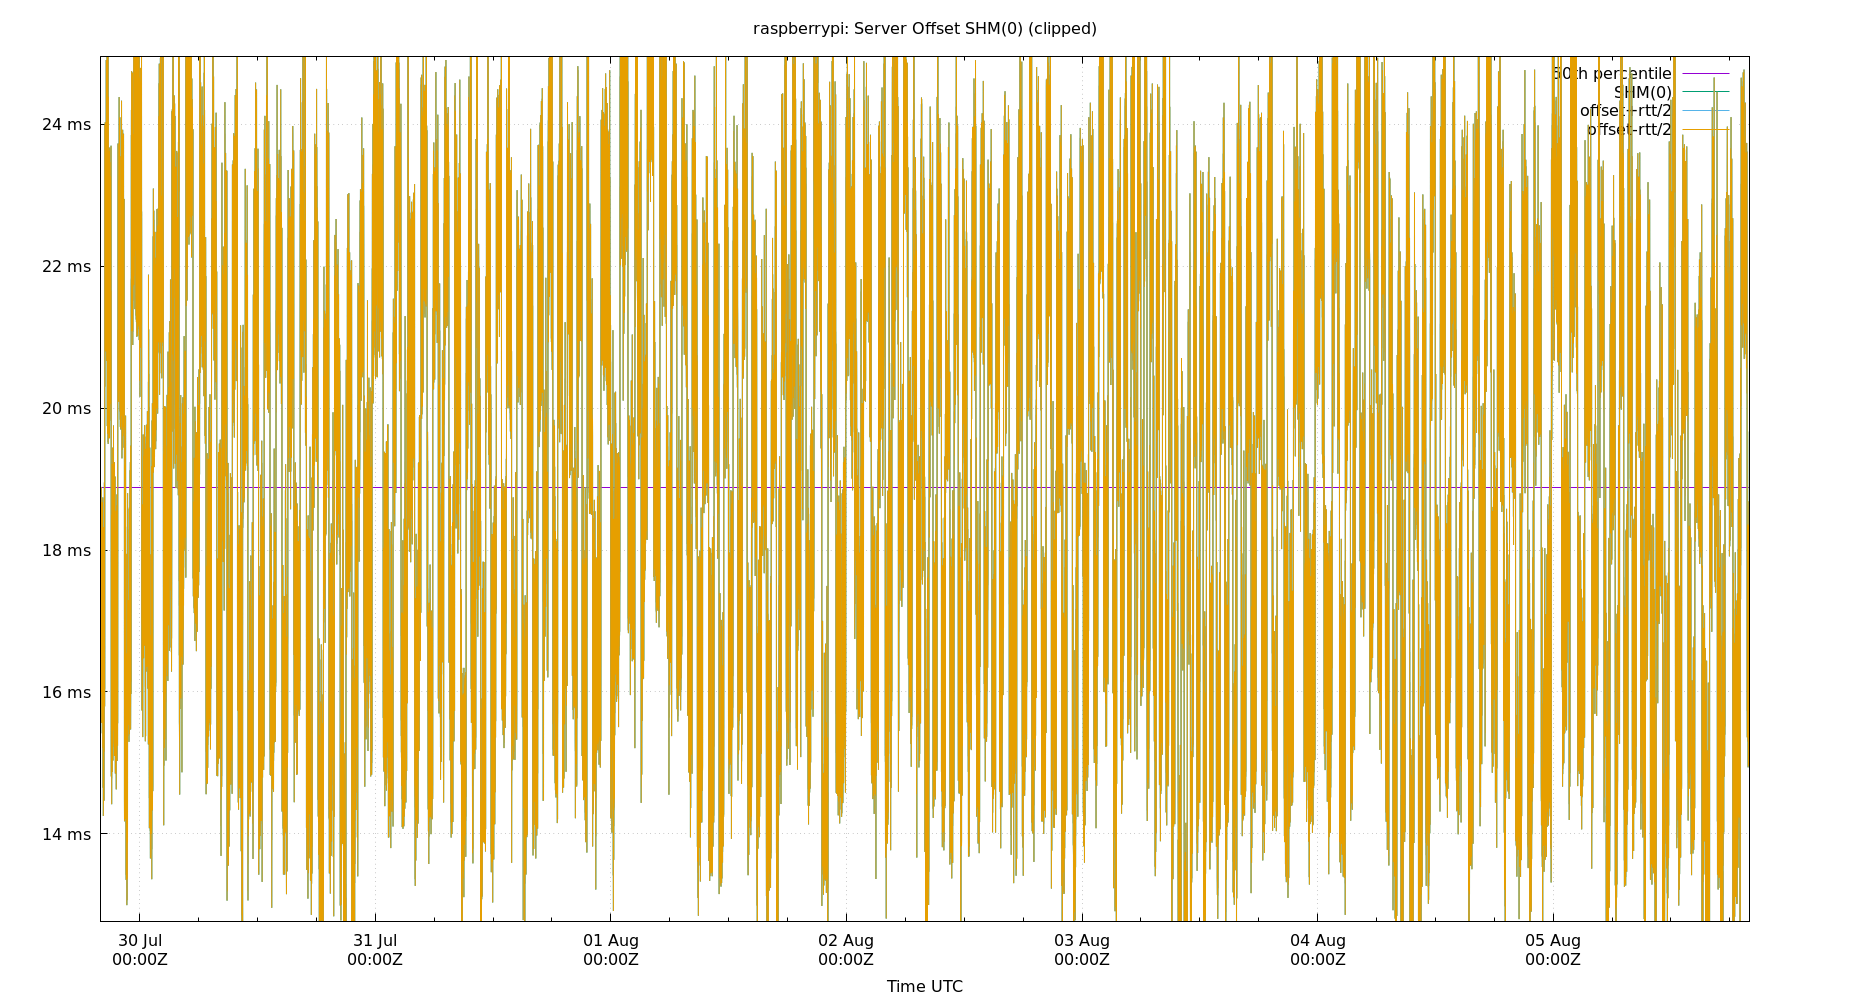 raspberrypi: Server Offset SHM(0) (clipped)
50th percentile
SHM(0)
offset+rtt/2
offset-rtt/2
24 ms
22 ms
20 ms
18 ms
16 ms
14 ms
30 Jul 31 Jul 01 Aug 02 Aug 03 Aug 04 Aug 05 Aug
00:00Z 00:00Z 00:00Z 00:00Z 00:00Z 00:00Z 00:00Z
Time UTC